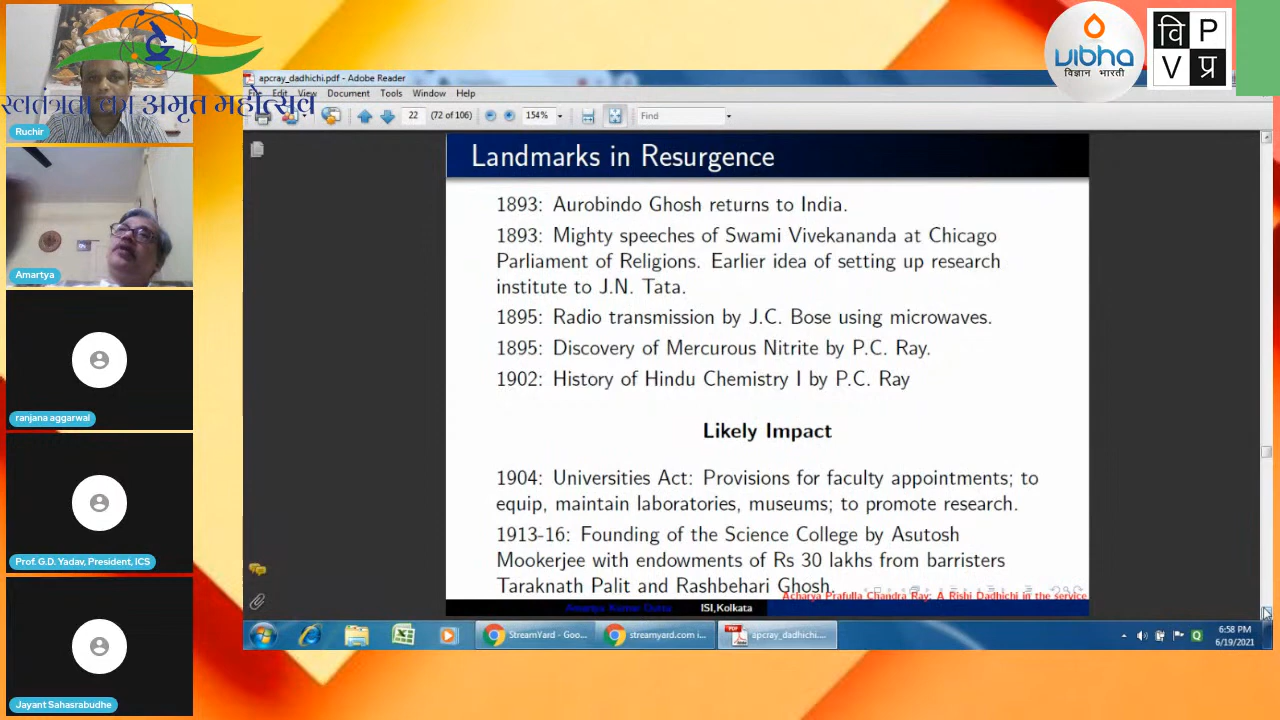 स्वतंत्रता का अमृत महोत्सव
Ruchir
Amartya
ranjana aggarwal
Prof. G.D. Yadav, President, ICS
Jayant Sahasrabudhe
vibha
विज्ञान भारती
वि P
V प्र
apcray_dadhichi.pdf - Adobe Reader
Edit View Document Tools Window Help
22 (72 of 106) 154% Find
Landmarks in Resurgence
1893: Aurobindo Ghosh returns to India.
1893: Mighty speeches of Swami Vivekananda at Chicago
Parliament of Religions. Earlier idea of setting up research
institute to J.N. Tata.
1895: Radio transmission by J.C. Bose using microwaves.
1895: Discovery of Mercurous Nitrite by P.C. Ray.
1902: History of Hindu Chemistry I by P.C. Ray
Likely Impact
1904: Universities Act: Provisions for faculty appointments; to
equip, maintain laboratories, museums; to promote research.
1913-16: Founding of the Science College by Asutosh
Mookerjee with endowments of Rs 30 lakhs from barristers
Taraknath Palit and Rashbehari Ghosh.
Acharya Prafulla Chandra Ray: A Rishi Dadhichi in the service
Amartya Kumar Dutta ISI,Kolkata
StreamYard - Goo... streamyard.com i... apcray_dadhichi....
6:58 PM
6/19/2021